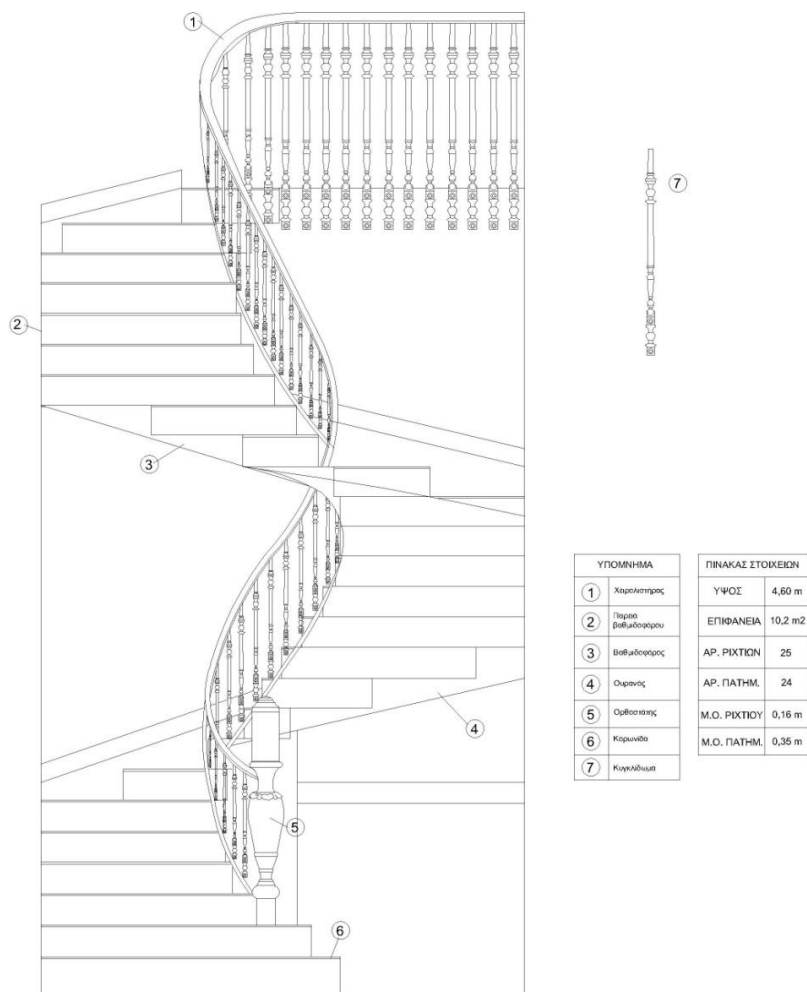 1
7
2
3
4
5
6
ΥΠΟΜΝΗΜΑ
1 Χειρολιστήρας
2 Παρειά
βαθμιδοφόρου
3 Βαθμιδοφόρος
4 Ουρανός
5 Ορθοστάτης
6 Κορωνίδα
7 Κυγκλίδωμα
ΠΙΝΑΚΑΣ ΣΤΟΙΧΕΙΩΝ
ΥΨΟΣ 4,60 m
ΕΠΙΦΑΝΕΙΑ 10,2 m2
ΑΡ. ΡΙΧΤΙΩΝ 25
ΑΡ. ΠΑΤΗΜ. 24
Μ.Ο. ΡΙΧΤΙΟΥ 0,16 m
Μ.Ο. ΠΑΤΗΜ. 0,35 m